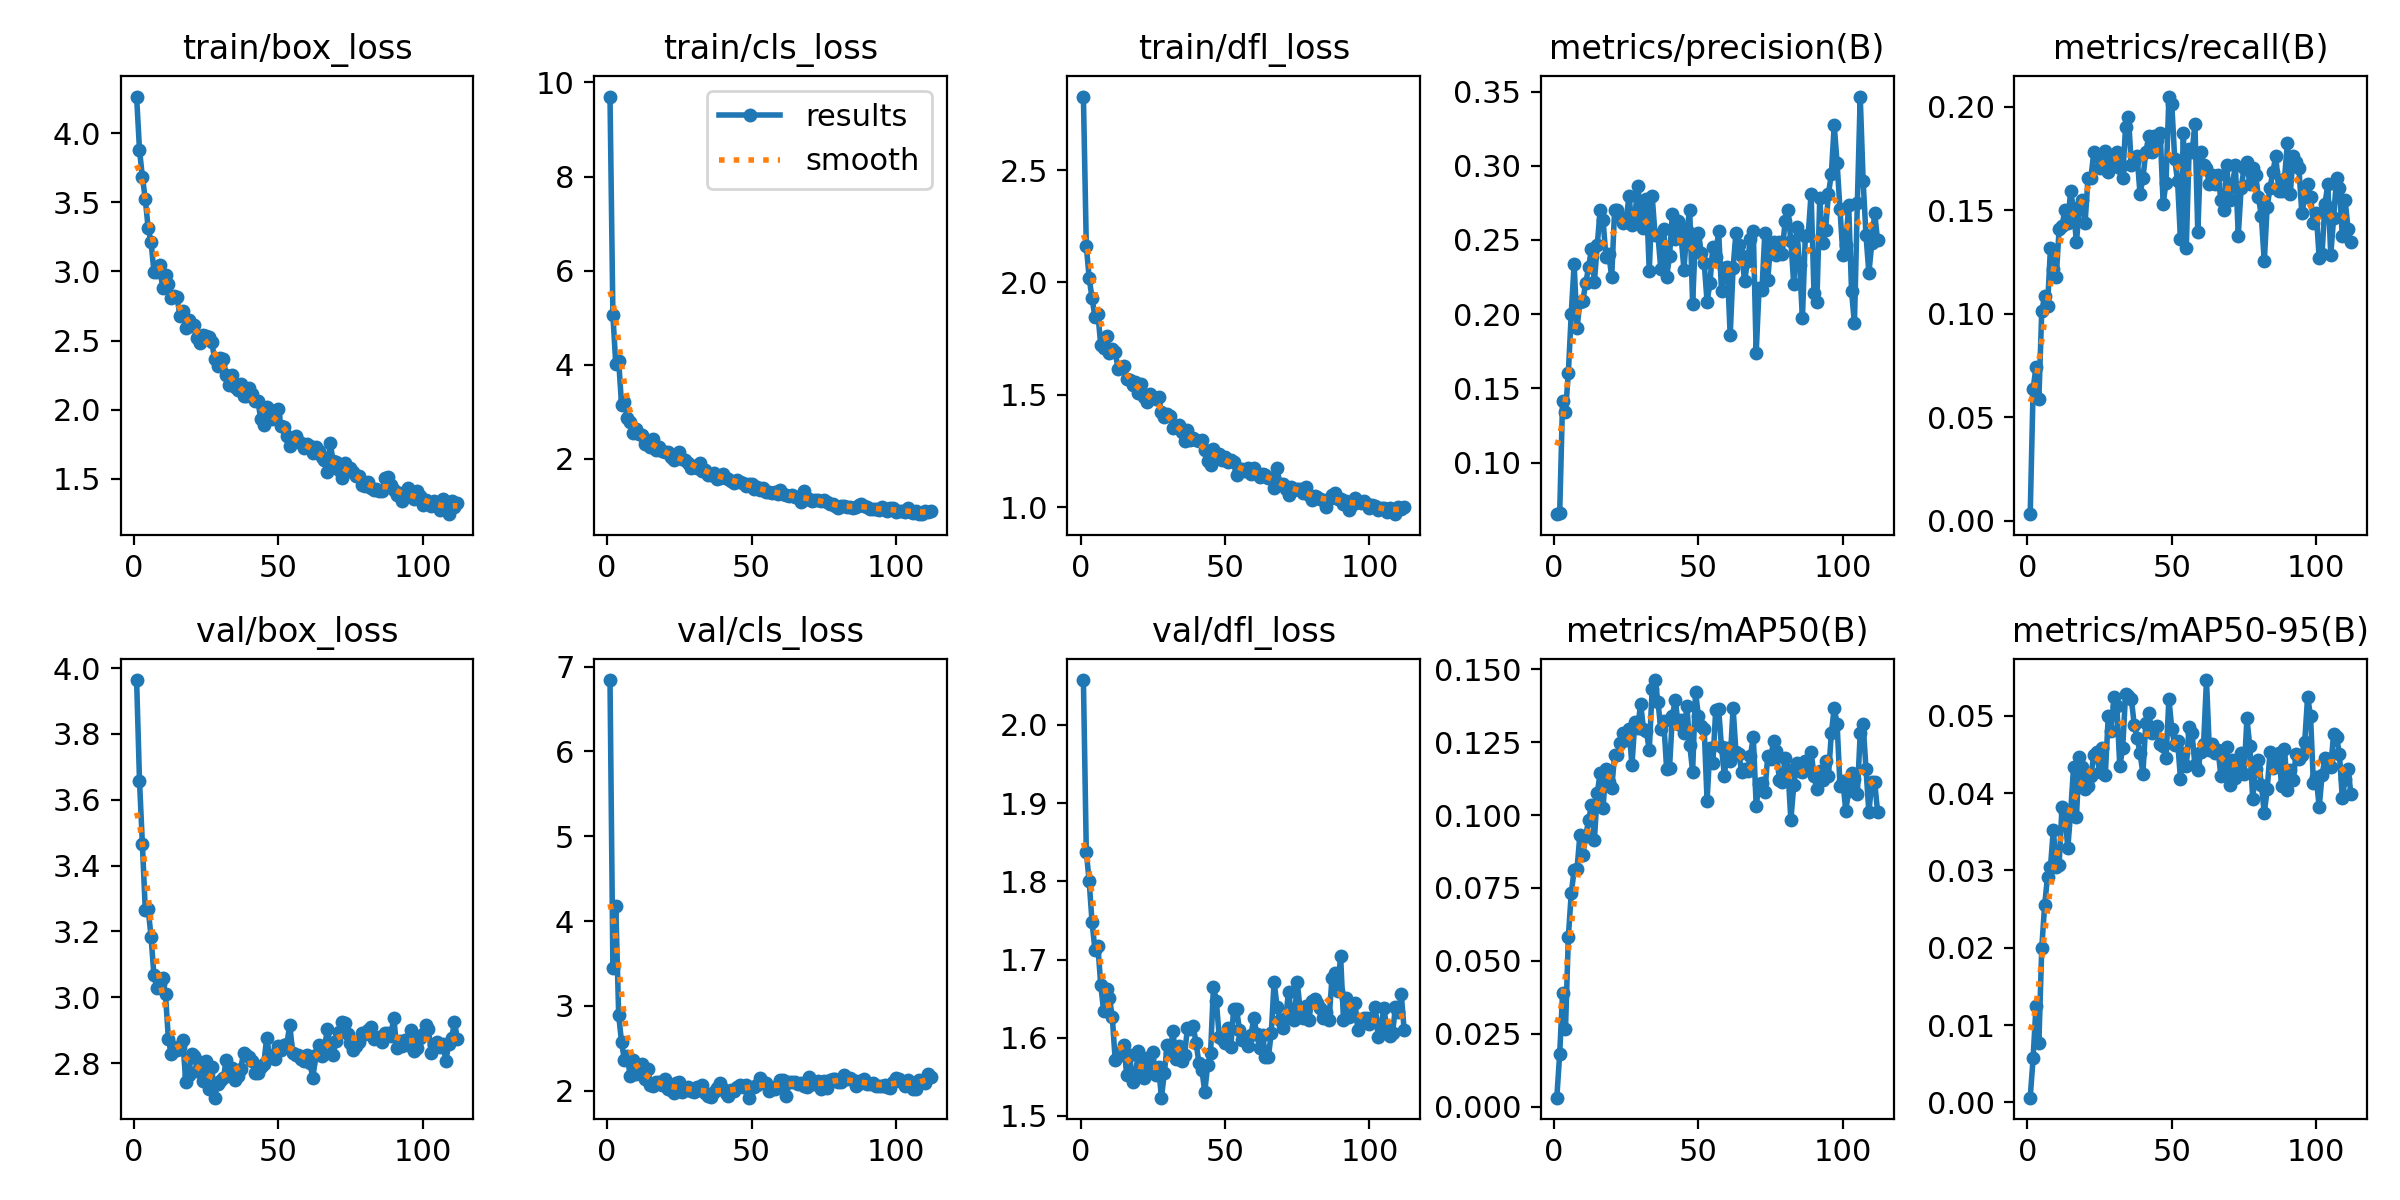 train/box_loss
4.0
3.5
3.0
2.5
2.0
1.5
0 50 100
train/cls_loss
10
8
6
4
2
0 50 100
results
smooth
train/dfl_loss
2.5
2.0
1.5
1.0
0 50 100
metrics/precision(B)
0.35
0.30
0.25
0.20
0.15
0.10
0 50 100
metrics/recall(B)
0.20
0.15
0.10
0.05
0.00
0 50 100
val/box_loss
4.0
3.8
3.6
3.4
3.2
3.0
2.8
0 50 100
val/cls_loss
7
6
5
4
3
2
0 50 100
val/dfl_loss
2.0
1.9
1.8
1.7
1.6
1.5
0 50 100
metrics/mAP50(B)
0.150
0.125
0.100
0.075
0.050
0.025
0.000
0 50 100
metrics/mAP50-95(B)
0.05
0.04
0.03
0.02
0.01
0.00
0 50 100